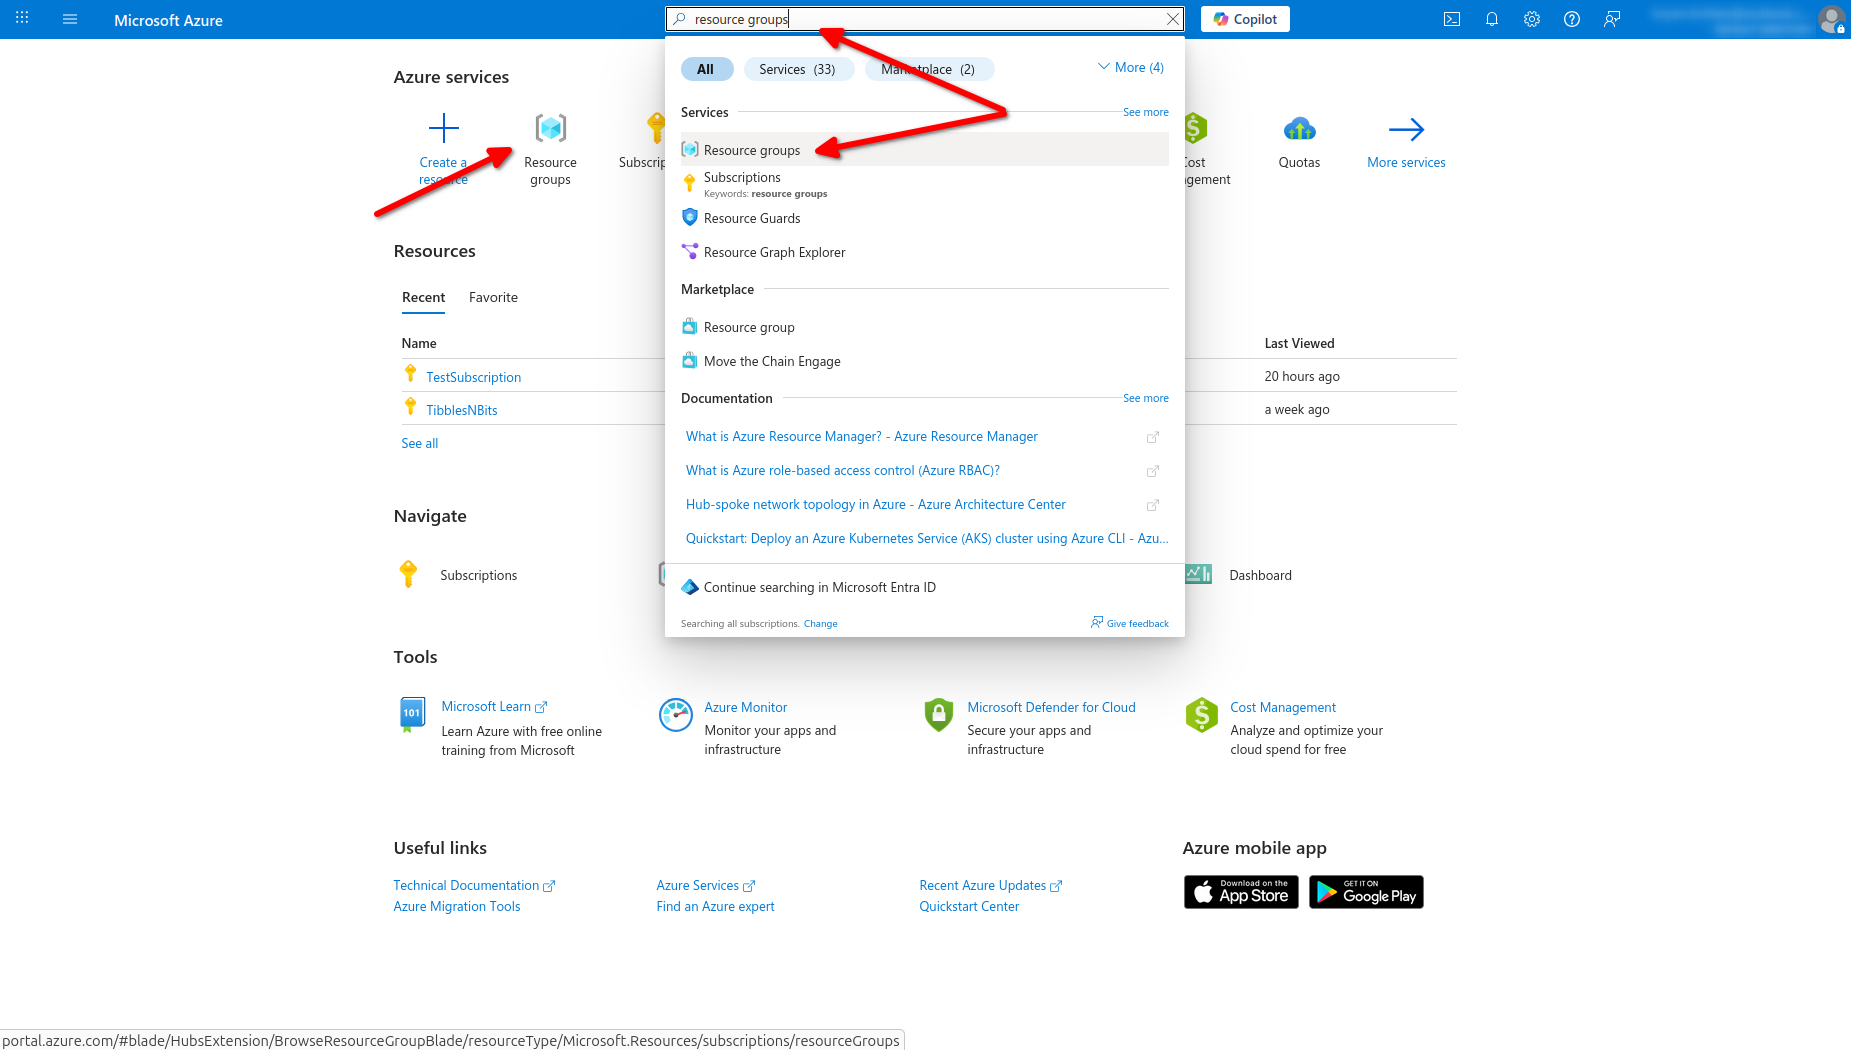 Microsoft Azure
resource groups
Copilot
All
Services (33)
Marketplace (2)
More (4)
Services
See more
Resource groups
Subscriptions
Keywords: resource groups
Resource Guards
Resource Graph Explorer
Marketplace
Resource group
Move the Chain Engage
Documentation
See more
What is Azure Resource Manager? - Azure Resource Manager
What is Azure role-based access control (Azure RBAC)?
Hub-spoke network topology in Azure - Azure Architecture Center
Quickstart: Deploy an Azure Kubernetes Service (AKS) cluster using Azure CLI - Azu...
Continue searching in Microsoft Entra ID
Searching all subscriptions. Change
Give feedback
Azure services
Create a
resource
Resource
groups
Subscrip
Cost
gement
Quotas
More services
Resources
Recent
Favorite
Name
Last Viewed
TestSubscription
20 hours ago
TibblesNBits
a week ago
See all
Navigate
Subscriptions
Dashboard
Tools
101
Microsoft Learn
Learn Azure with free online
training from Microsoft
Azure Monitor
Monitor your apps and
infrastructure
Microsoft Defender for Cloud
Secure your apps and
infrastructure
Cost Management
Analyze and optimize your
cloud spend for free
Useful links
Technical Documentation
Azure Migration Tools
Azure Services
Find an Azure expert
Recent Azure Updates
Quickstart Center
Azure mobile app
Download on the
App Store
GET IT ON
Google Play
portal.azure.com/#blade/HubsExtension/BrowseResourceGroupBlade/resourceType/Microsoft.Resources/subscriptions/resourceGroups